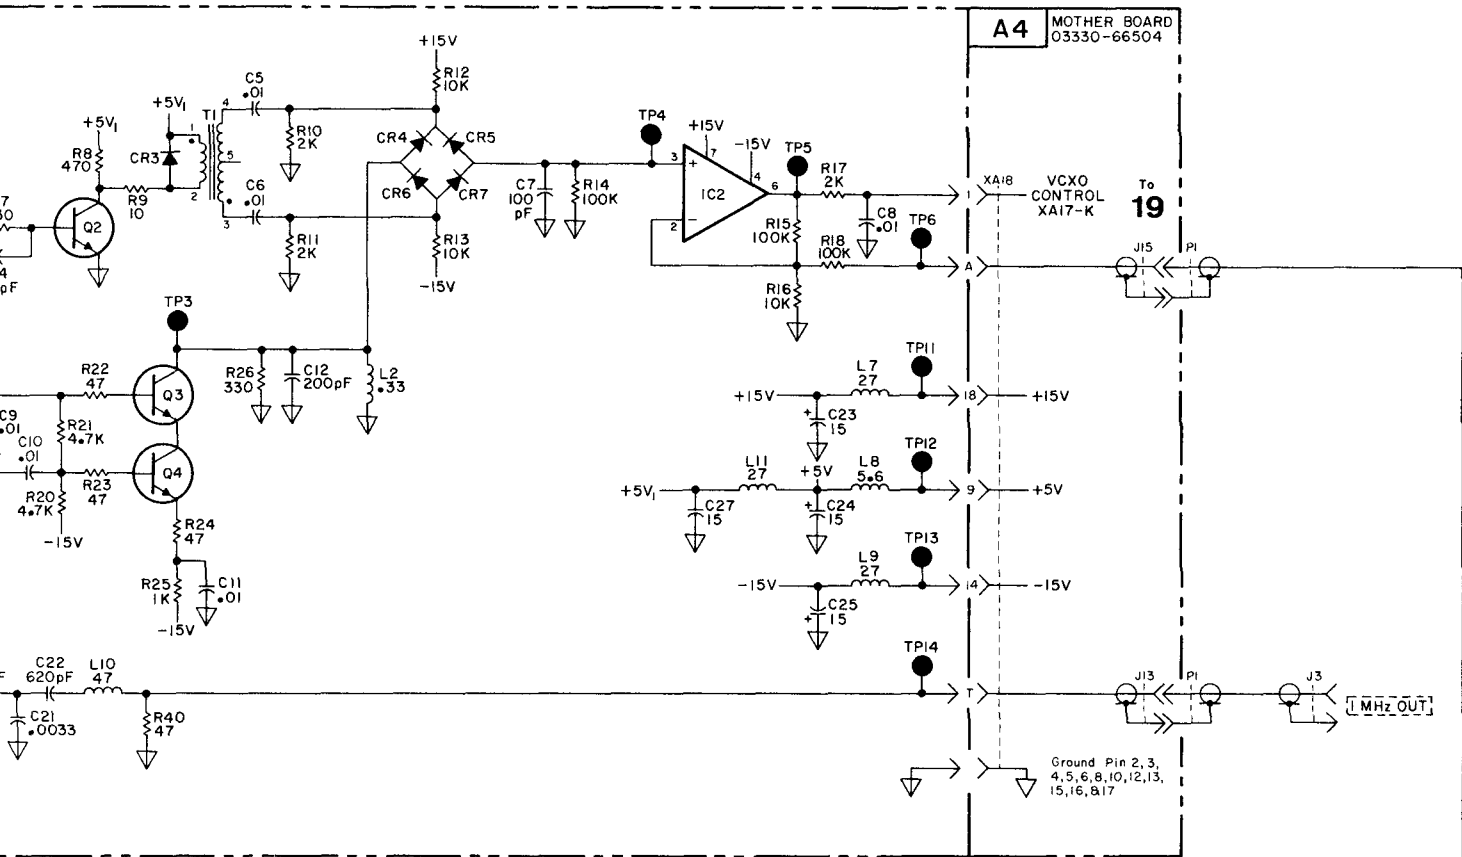 A4
MOTHER BOARD
03330-66504
+15V
R12
10K
C5
.01
+5V1
T1
4
1
5
2
3
R10
2K
CR4
CR5
CR6
CR7
+5V1
R8
470
CR3
R9
10
C6
.01
R11
2K
R13
10K
-15V
Q2
TP4
+15V
7
-15V
4
3
+
IC2
−
2
6
TP5
R17
2K
C7
100
pF
R14
100K
R15
100K
C8
.01
R18
100K
TP6
R16
10K
1
XA18
VCXO
CONTROL
XA17-K
To
19
A
J15
P1
TP3
R22
47
Q3
R26
330
C12
200pF
L2
.33
C9
.01
R21
4.7K
C10
.01
R23
47
Q4
R20
4.7K
-15V
R24
47
R25
1K
C11
.01
-15V
TP11
L7
27
+15V
+
C23
15
18
+15V
TP12
L11
27
+5V
L8
5.6
+5V1
C27
15
+
C24
15
9
+5V
TP13
L9
27
-15V
+
C25
15
14
-15V
TP14
C22
620pF
L10
47
C21
.0033
R40
47
T
J13
P1
J3
1 MHz OUT
Ground Pin 2,3,
4,5,6,8,10,12,13,
15,16,&17